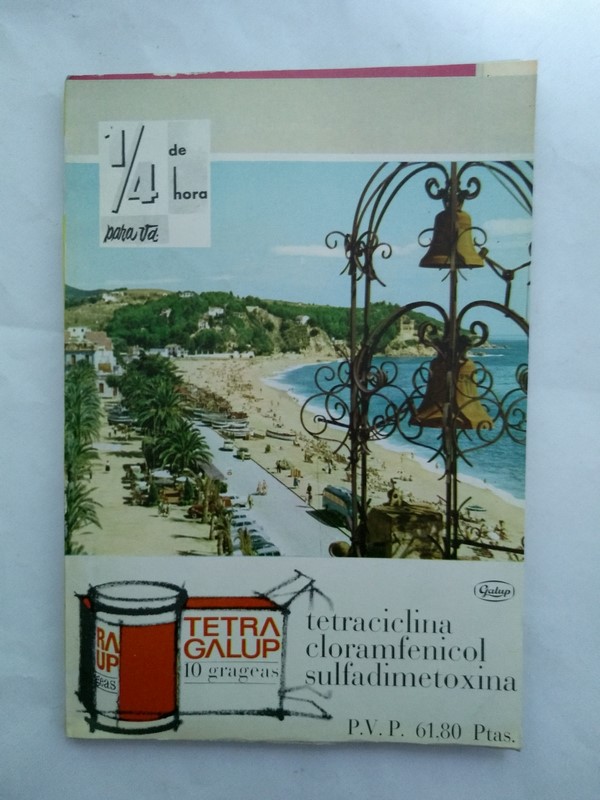 1/4 de hora
para Vd.
Galup
TETRA
GALUP
10 grageas
RA
UP
eas
tetraciclina
cloramfenicol
sulfadimetoxina
P.V.P. 61,80 Ptas.